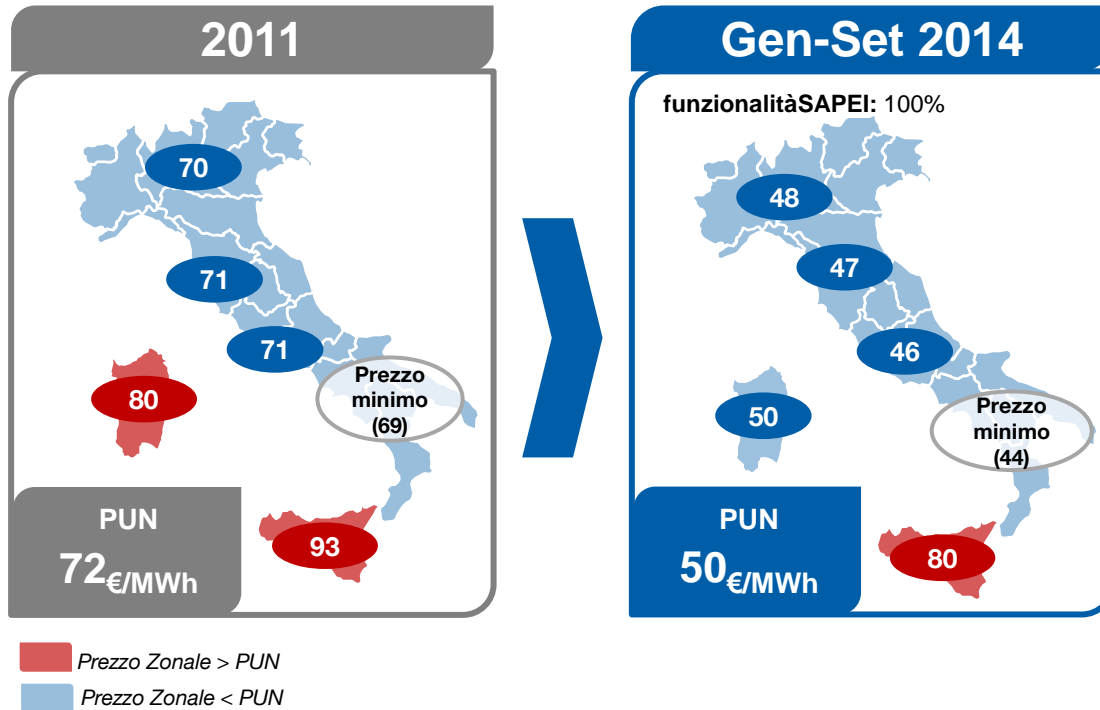 2011
70
71
71
80
Prezzo
minimo
(69)
93
PUN
72€/MWh
Gen-Set 2014
funzionalitàSAPEI: 100%
48
47
46
50
Prezzo
minimo
(44)
80
PUN
50€/MWh
Prezzo Zonale > PUN
Prezzo Zonale < PUN